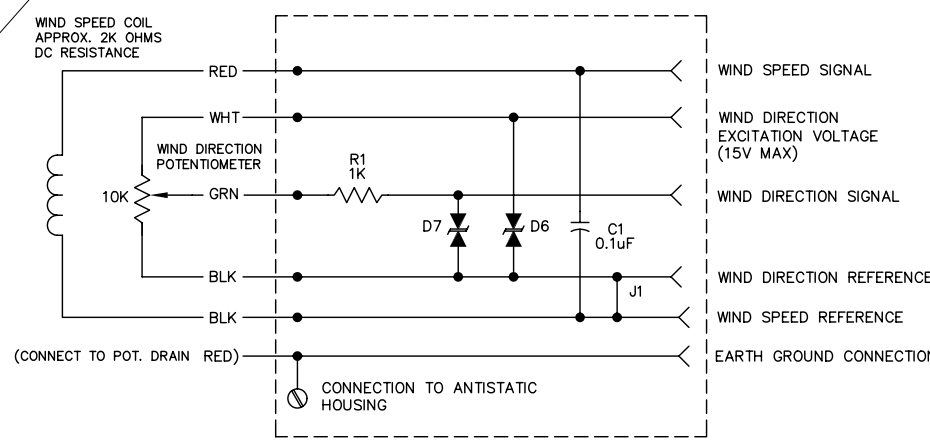 WIND SPEED COIL
APPROX. 2K OHMS
DC RESISTANCE
RED
WIND SPEED SIGNAL
WHT
WIND DIRECTION
EXCITATION VOLTAGE
(15V MAX)
WIND DIRECTION
POTENTIOMETER
R1
1K
10K
GRN
WIND DIRECTION SIGNAL
D7
D6
C1
0.1uF
BLK
WIND DIRECTION REFERENCE
J1
BLK
WIND SPEED REFERENCE
(CONNECT TO POT. DRAIN RED)
EARTH GROUND CONNECTION
CONNECTION TO ANTISTATIC
HOUSING